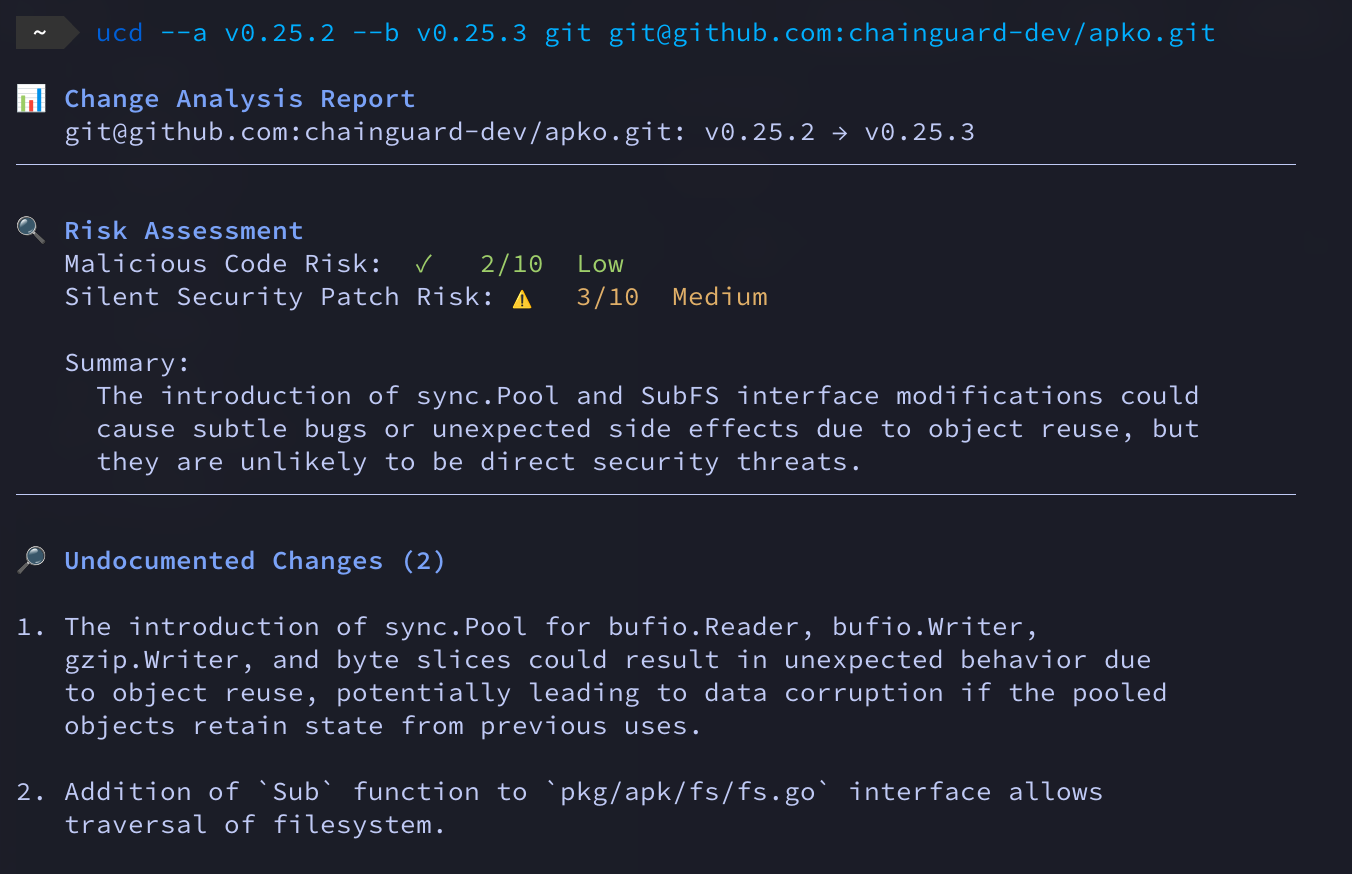 ~ ucd --a v0.25.2 --b v0.25.3 git git@github.com:chainguard-dev/apko.git
📊 Change Analysis Report
git@github.com:chainguard-dev/apko.git: v0.25.2 → v0.25.3
🔍 Risk Assessment
Malicious Code Risk: ✓ 2/10 Low
Silent Security Patch Risk: ⚠️ 3/10 Medium
Summary:
The introduction of sync.Pool and SubFS interface modifications could
cause subtle bugs or unexpected side effects due to object reuse, but
they are unlikely to be direct security threats.
🔎 Undocumented Changes (2)
1. The introduction of sync.Pool for bufio.Reader, bufio.Writer,
gzip.Writer, and byte slices could result in unexpected behavior due
to object reuse, potentially leading to data corruption if the pooled
objects retain state from previous uses.
2. Addition of `Sub` function to `pkg/apk/fs/fs.go` interface allows
traversal of filesystem.